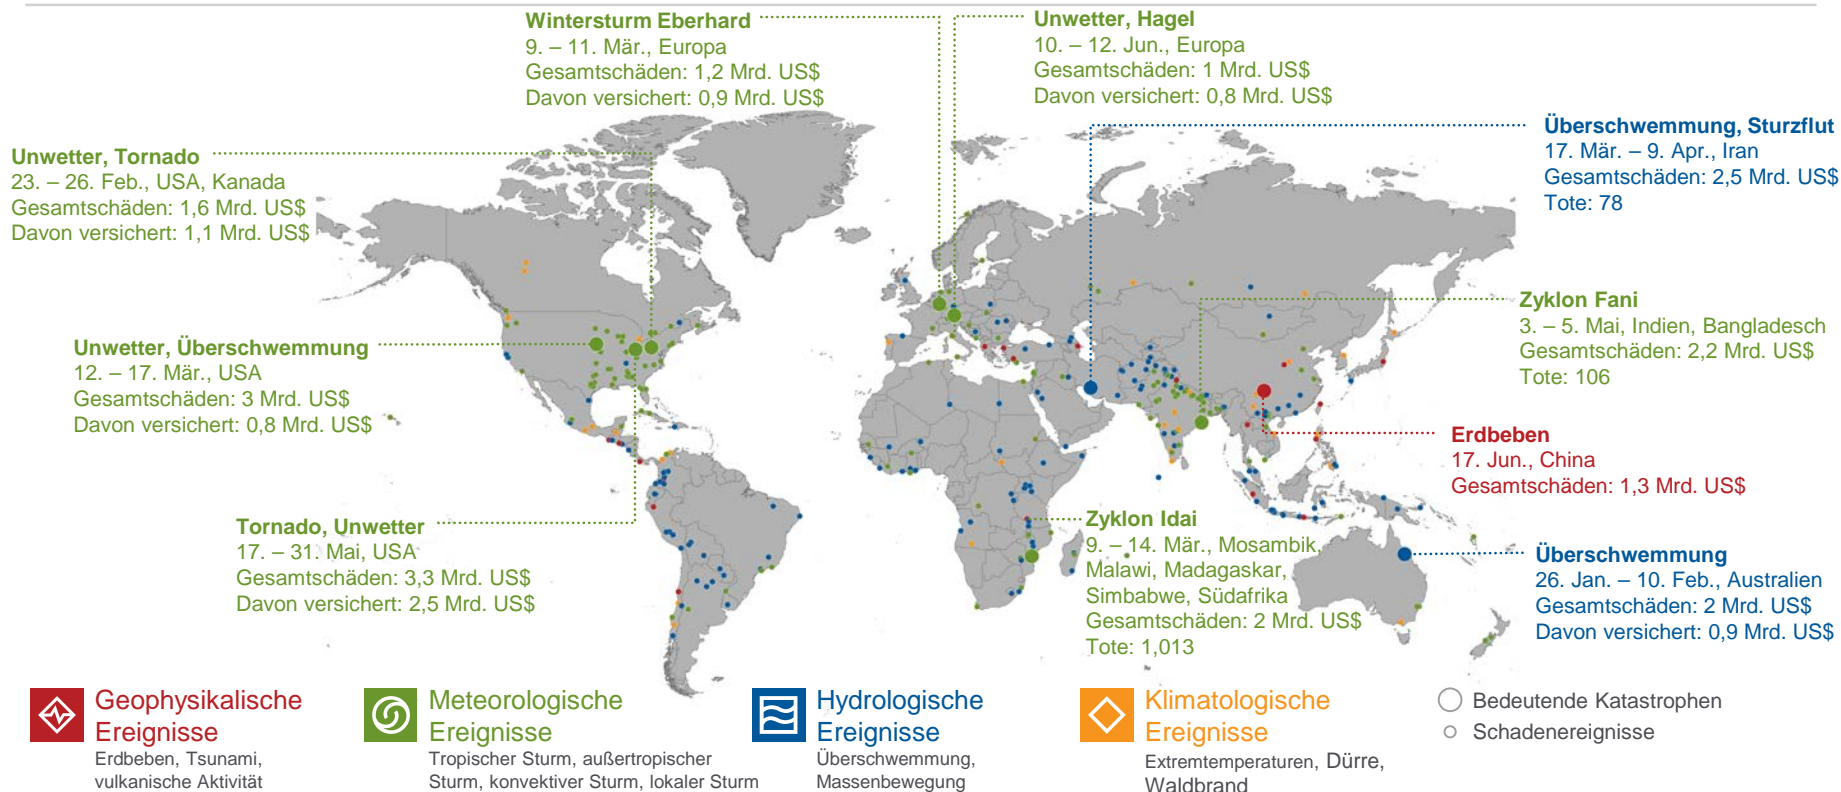 Wintersturm Eberhard
9. – 11. Mär., Europa
Gesamtschäden: 1,2 Mrd. US$
Davon versichert: 0,9 Mrd. US$
Unwetter, Hagel
10. – 12. Jun., Europa
Gesamtschäden: 1 Mrd. US$
Davon versichert: 0,8 Mrd. US$
Überschwemmung, Sturzflut
17. Mär. – 9. Apr., Iran
Gesamtschäden: 2,5 Mrd. US$
Tote: 78
Unwetter, Tornado
23. – 26. Feb., USA, Kanada
Gesamtschäden: 1,6 Mrd. US$
Davon versichert: 1,1 Mrd. US$
Zyklon Fani
3. – 5. Mai, Indien, Bangladesch
Gesamtschäden: 2,2 Mrd. US$
Tote: 106
Unwetter, Überschwemmung
12. – 17. Mär., USA
Gesamtschäden: 3 Mrd. US$
Davon versichert: 0,8 Mrd. US$
Erdbeben
17. Jun., China
Gesamtschäden: 1,3 Mrd. US$
Tornado, Unwetter
17. – 31. Mai, USA
Gesamtschäden: 3,3 Mrd. US$
Davon versichert: 2,5 Mrd. US$
Zyklon Idai
9. – 14. Mär., Mosambik,
Malawi, Madagaskar,
Simbabwe, Südafrika
Gesamtschäden: 2 Mrd. US$
Tote: 1,013
Überschwemmung
26. Jan. – 10. Feb., Australien
Gesamtschäden: 2 Mrd. US$
Davon versichert: 0,9 Mrd. US$
Geophysikalische
Ereignisse
Erdbeben, Tsunami,
vulkanische Aktivität
Meteorologische
Ereignisse
Tropischer Sturm, außertropischer
Sturm, konvektiver Sturm, lokaler Sturm
Hydrologische
Ereignisse
Überschwemmung,
Massenbewegung
Klimatologische
Ereignisse
Extremtemperaturen, Dürre,
Waldbrand
Bedeutende Katastrophen
Schadenereignisse